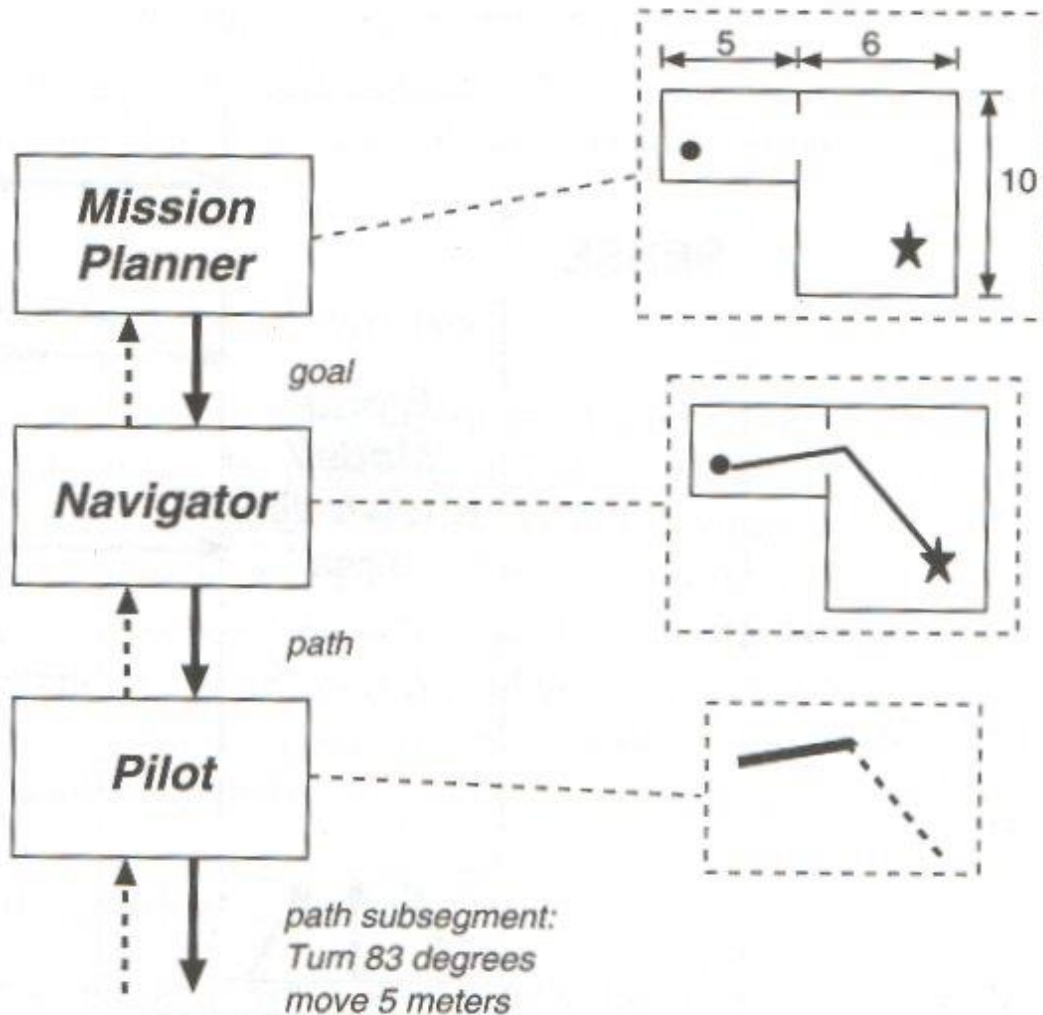 5
6
10
Mission
Planner
goal
Navigator
path
Pilot
path subsegment:
Turn 83 degrees
move 5 meters